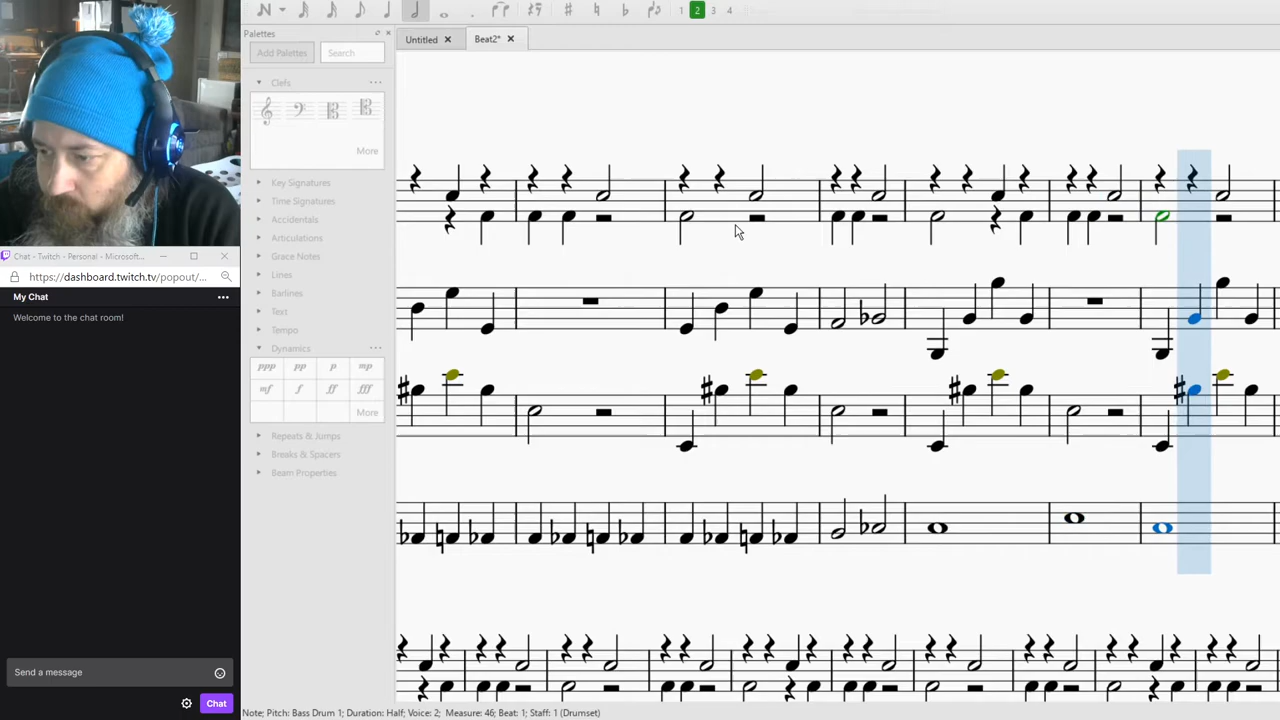 1 2 3 4
Palettes
Untitled
Beat2*
Add Palettes
Search
Clefs
More
Key Signatures
Time Signatures
Accidentals
Articulations
Grace Notes
Lines
Barlines
Text
Tempo
Dynamics
ppp pp p mp
mf f ff fff
More
Repeats & Jumps
Breaks & Spacers
Beam Properties
Chat - Twitch - Personal - Microsoft...
https://dashboard.twitch.tv/popout/...
My Chat
Welcome to the chat room!
Send a message
Chat
Note; Pitch: Bass Drum 1; Duration: Half; Voice: 2; Measure: 46; Beat: 1; Staff: 1 (Drumset)